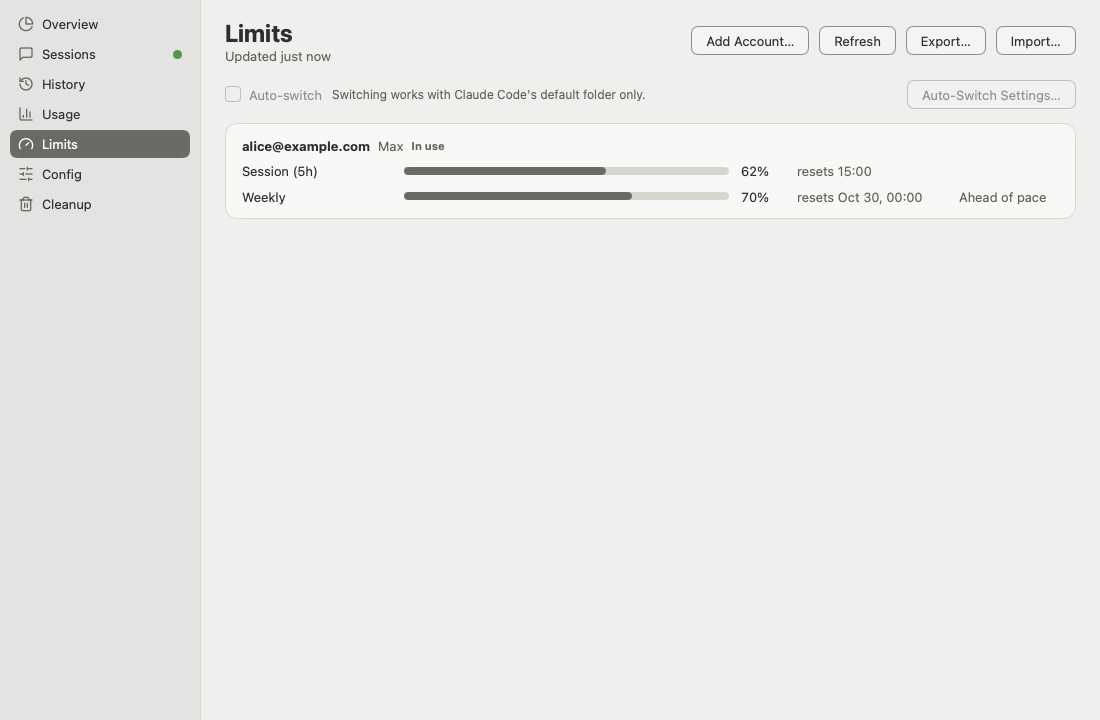 Overview
Sessions
History
Usage
Limits
Config
Cleanup
Limits
Updated just now
Add Account...
Refresh
Export...
Import...
Auto-switch Switching works with Claude Code's default folder only.
Auto-Switch Settings...
alice@example.com Max In use
Session (5h) 62% resets 15:00
Weekly 70% resets Oct 30, 00:00 Ahead of pace